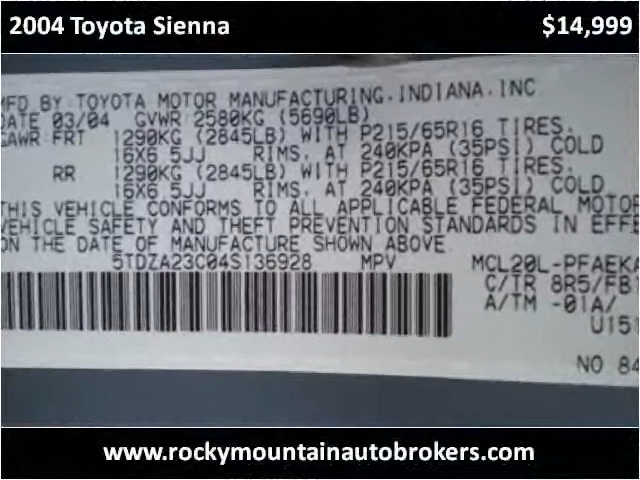 2004 Toyota Sienna $14,999
MFD BY TOYOTA MOTOR MANUFACTURING.INDIANA.INC
DATE 03/04 GVWR 2580KG (5690LB)
GAWR FRT 1290KG (2845LB) WITH P215/65R16 TIRES.
16X6 5JJ RIMS, AT 240KPA (35PSI) COLD
RR 1290KG (2845LB) WITH P215/65R16 TIRES.
16X6 5JJ RIMS, AT 240KPA (35PSI) COLD
THIS VEHICLE CONFORMS TO ALL APPLICABLE FEDERAL MOTOR
VEHICLE SAFETY AND THEFT PREVENTION STANDARDS IN EFFE
ON THE DATE OF MANUFACTURE SHOWN ABOVE
5TDZA23C04S136928 MPV MCL20L-PFAEKA
C/TR 8R5/FB1
A/TM -01A/
U151
NO 84
www.rockymountainautobrokers.com